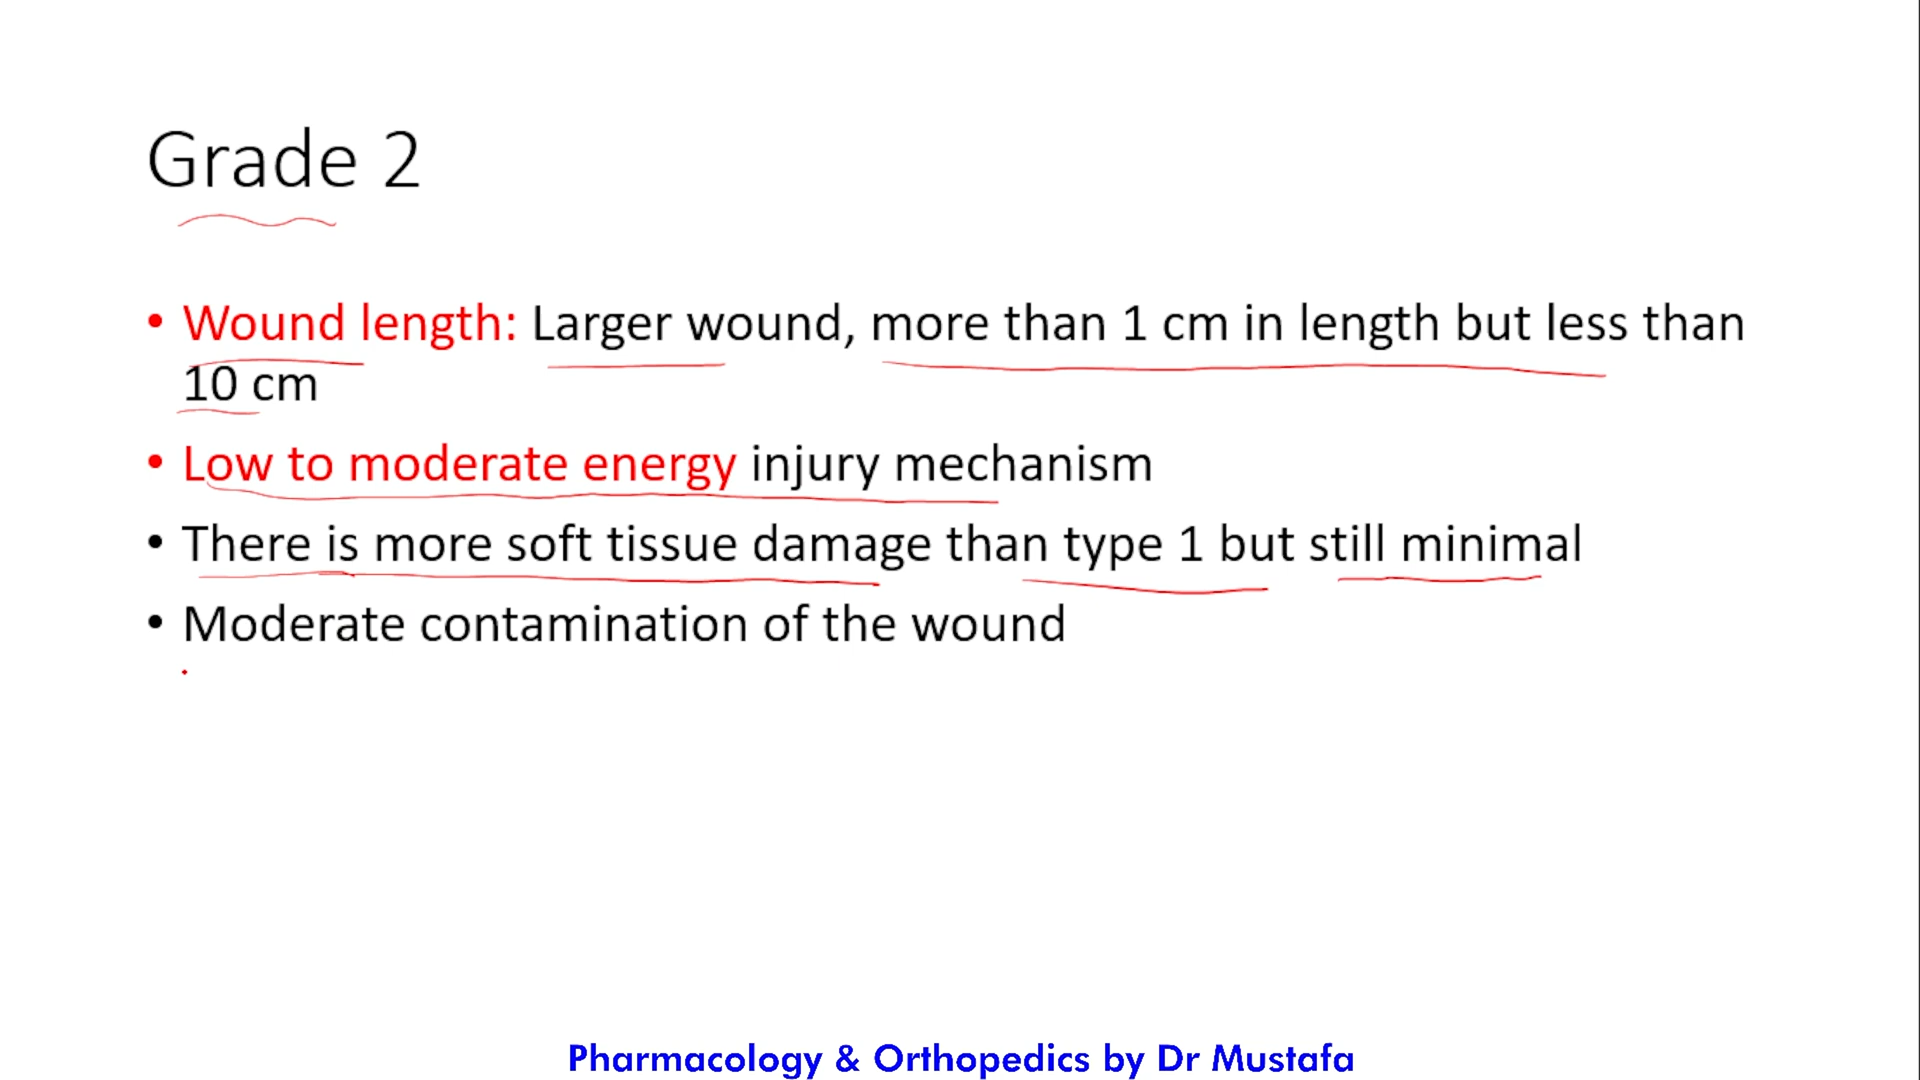 Grade 2
• Wound length: Larger wound, more than 1 cm in length but less than
10 cm
• Low to moderate energy injury mechanism
• There is more soft tissue damage than type 1 but still minimal
• Moderate contamination of the wound
Pharmacology & Orthopedics by Dr Mustafa